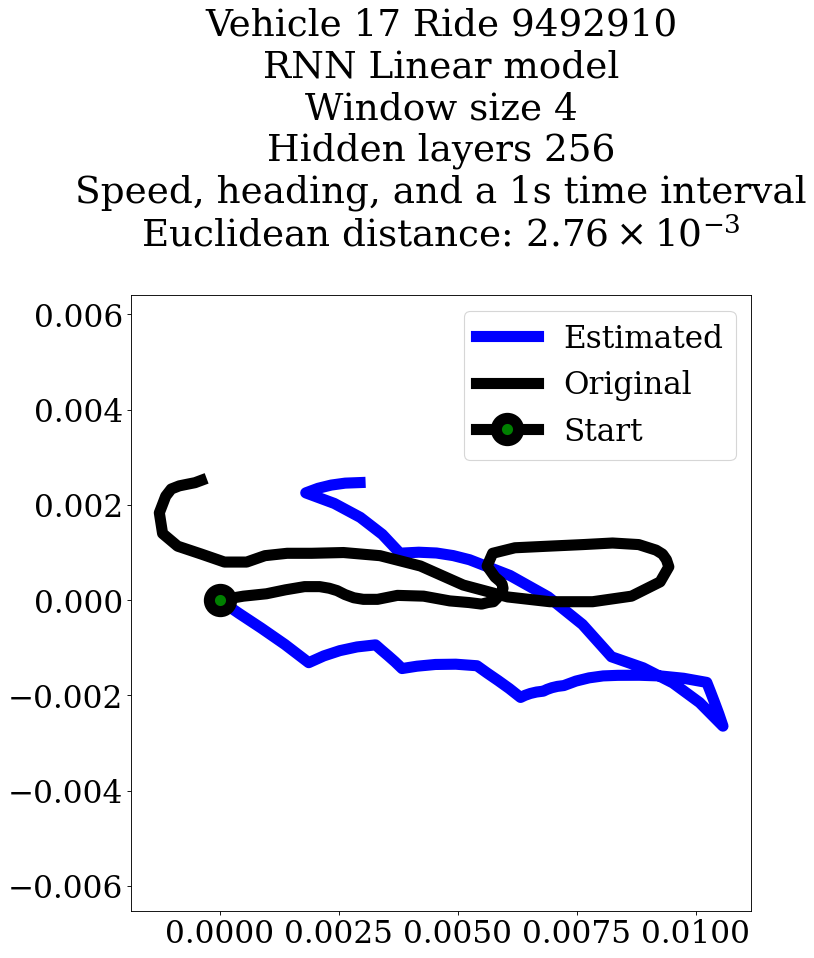 Vehicle 17 Ride 9492910
RNN Linear model
Window size 4
Hidden layers 256
Speed, heading, and a 1s time interval
Euclidean distance: 2.76 × 10⁻³
Estimated
Original
Start
0.006
0.004
0.002
0.000
−0.002
−0.004
−0.006
0.0000 0.0025 0.0050 0.0075 0.0100